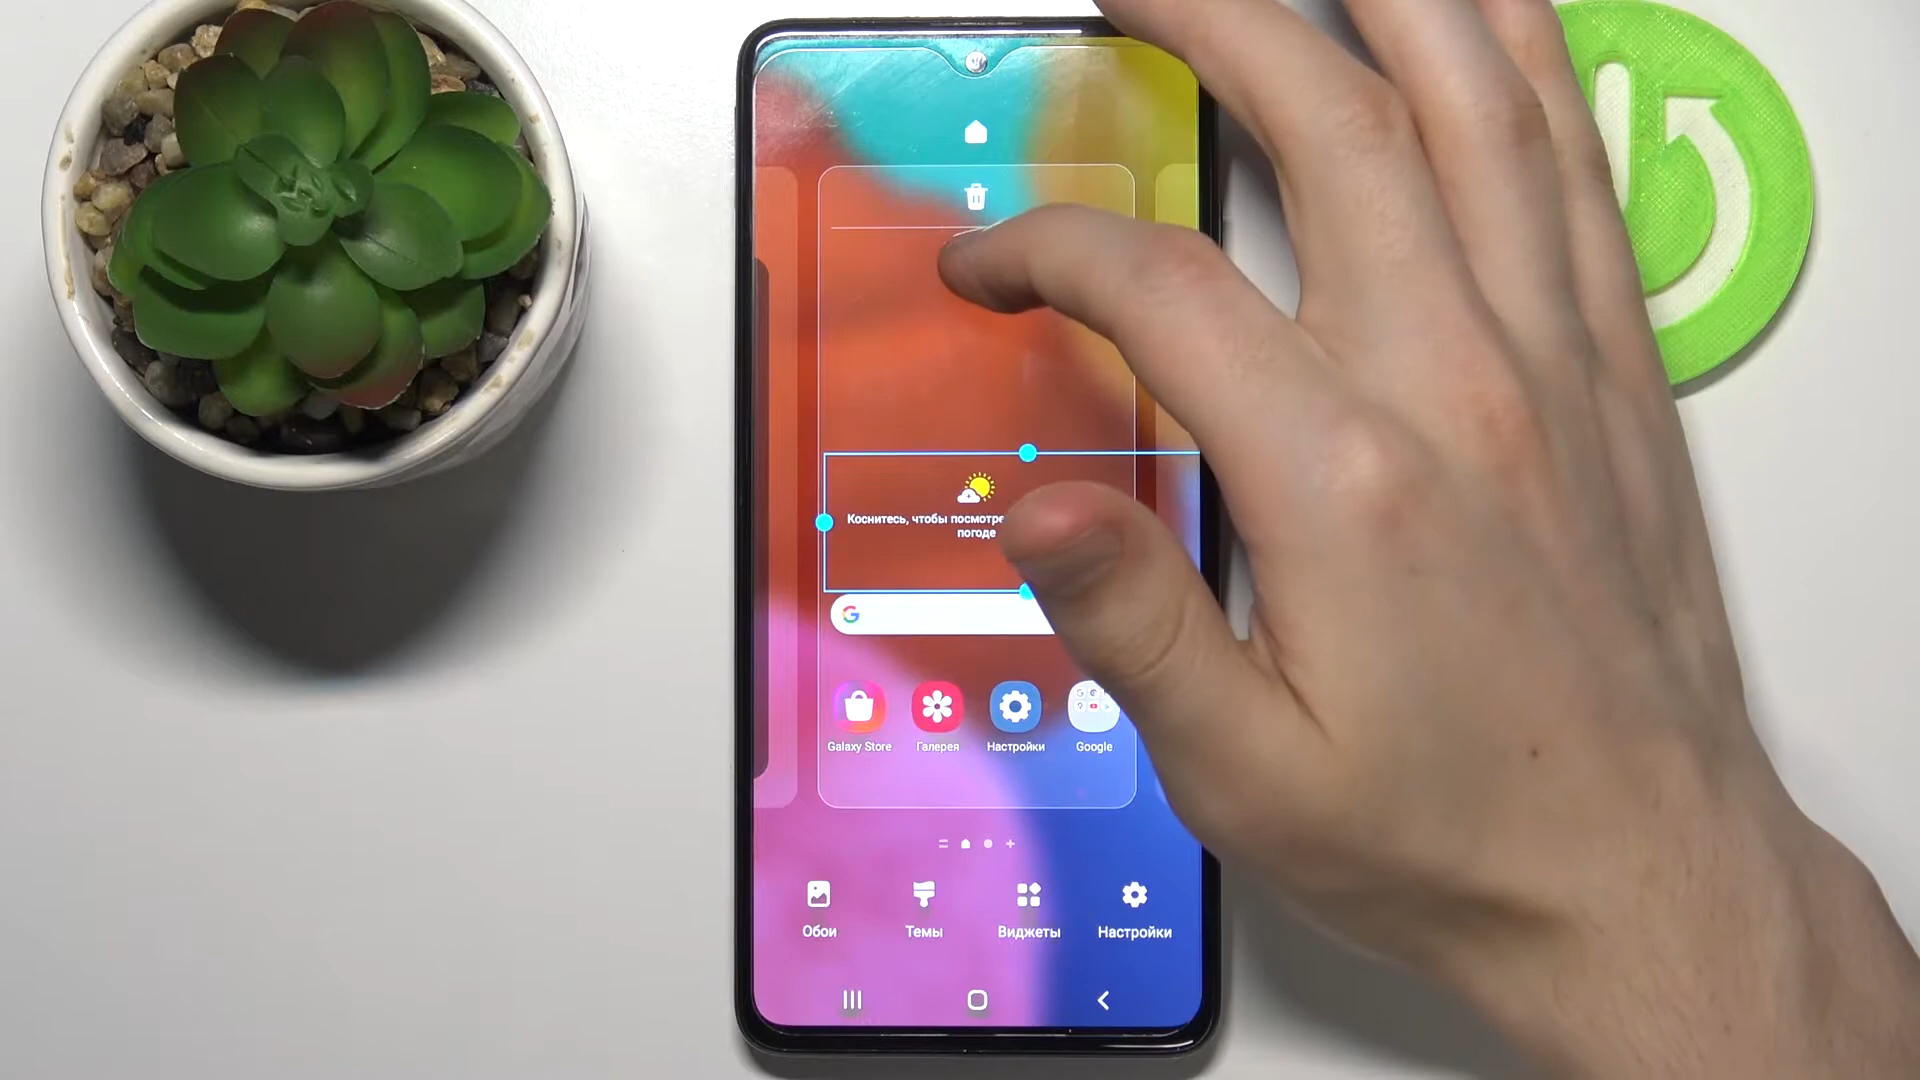 Коснитесь, чтобы посмотре
погоде
G
Galaxy Store
Галерея
Настройки
Google
Обои
Темы
Виджеты
Настройки